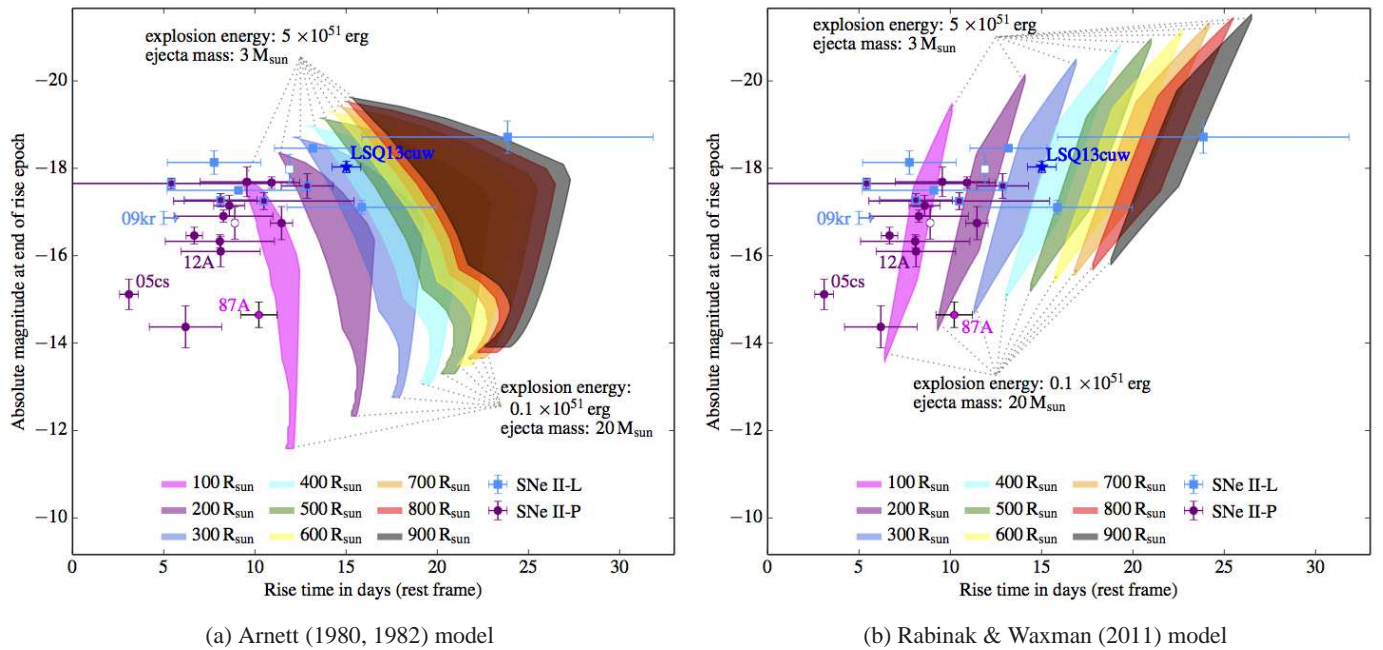 explosion energy: 5 ×10^51 erg
ejecta mass: 3 M_sun
−20
−18
−16
−14
−12
−10
Absolute magnitude at end of rise epoch
LSQ13cuw
09kr
12A
05cs
87A
explosion energy:
0.1 ×10^51 erg
ejecta mass: 20 M_sun
100 R_sun
200 R_sun
300 R_sun
400 R_sun
500 R_sun
600 R_sun
700 R_sun
800 R_sun
900 R_sun
SNe II-L
SNe II-P
0 5 10 15 20 25 30
Rise time in days (rest frame)
(a) Arnett (1980, 1982) model
explosion energy: 5 ×10^51 erg
ejecta mass: 3 M_sun
−20
−18
−16
−14
−12
−10
Absolute magnitude at end of rise epoch
LSQ13cuw
09kr
12A
05cs
87A
explosion energy: 0.1 ×10^51 erg
ejecta mass: 20 M_sun
100 R_sun
200 R_sun
300 R_sun
400 R_sun
500 R_sun
600 R_sun
700 R_sun
800 R_sun
900 R_sun
SNe II-L
SNe II-P
0 5 10 15 20 25 30
Rise time in days (rest frame)
(b) Rabinak & Waxman (2011) model